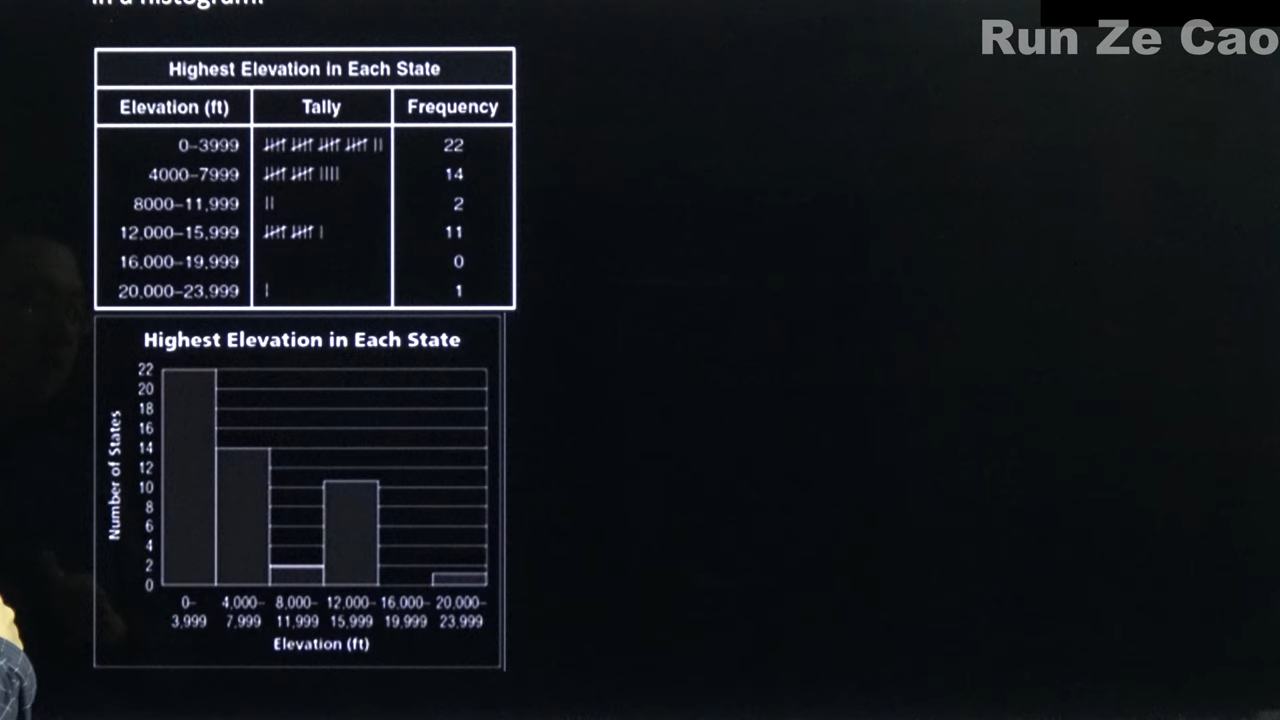 in a histogram.
Run Ze Cao
Highest Elevation in Each State
Elevation (ft) Tally Frequency
0–3999 22
4000–7999 14
8000–11,999 2
12,000–15,999 11
16,000–19,999 0
20,000–23,999 1
Highest Elevation in Each State
22
20
18
16
14
12
10
8
6
4
2
0
Number of States
0– 4,000– 8,000– 12,000– 16,000– 20,000–
3,999 7,999 11,999 15,999 19,999 23,999
Elevation (ft)